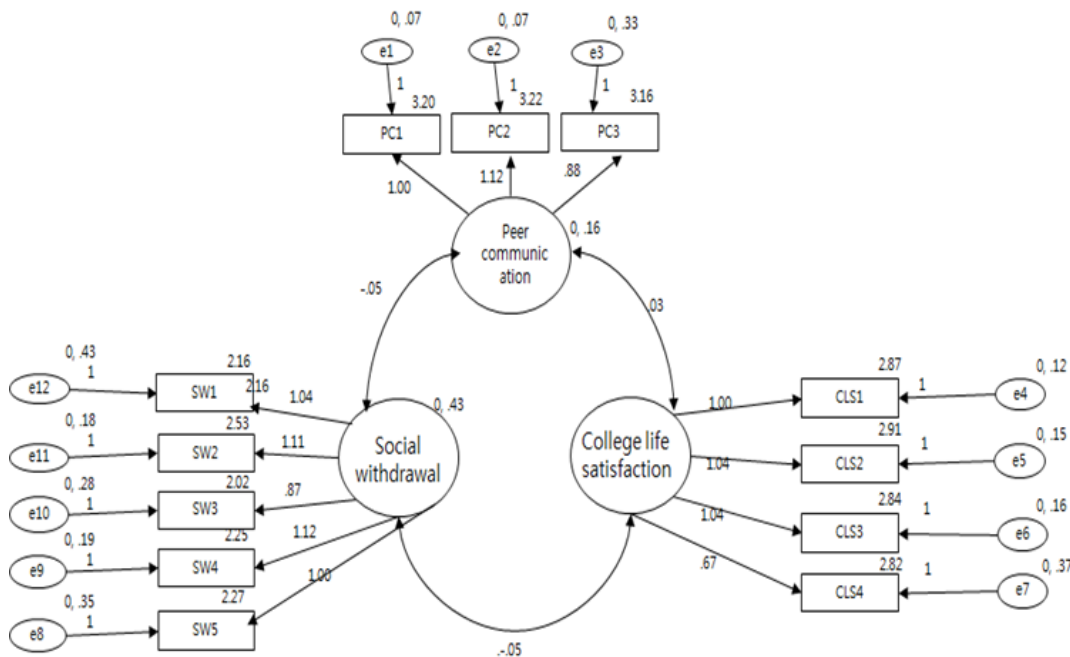 0, .07
0, .07
0, .33
e1
e2
e3
1
1
1
3.20
3.22
3.16
PC1
PC2
PC3
1.00
1.12
.88
Peer
communic
ation
0, .16
-.05
.03
0, .43
e12
1
2.16
SW1
2.16
1.04
0, .18
e11
1
2.53
SW2
1.11
0, .28
e10
1
2.02
SW3
.87
0, .19
e9
1
2.25
SW4
1.12
0, .35
e8
1
2.27
SW5
1.00
0, .43
Social
withdrawal
College life
satisfaction
1.00
2.87
CLS1
1
0, .12
e4
1.04
2.91
CLS2
1
0, .15
e5
1.04
2.84
CLS3
1
0, .16
e6
.67
2.82
CLS4
1
0, .37
e7
.-.05